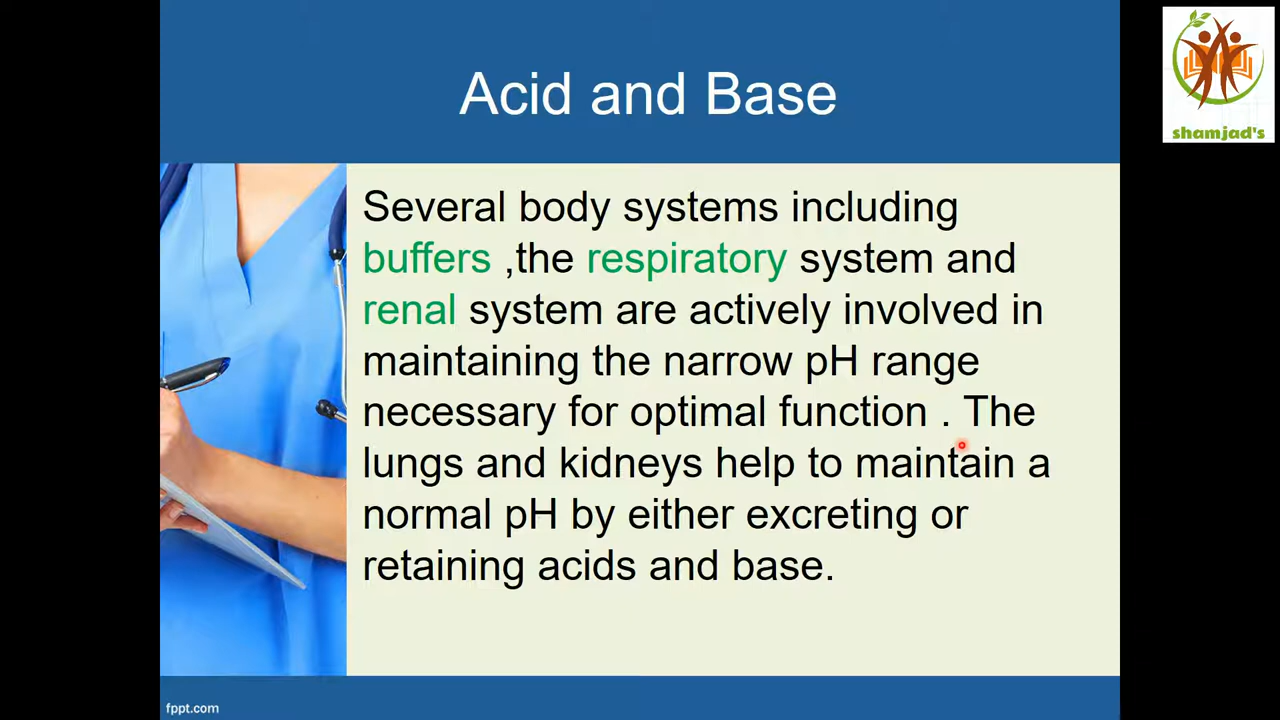 Acid and Base
shamjad's
Several body systems including
buffers ,the respiratory system and
renal system are actively involved in
maintaining the narrow pH range
necessary for optimal function . The
lungs and kidneys help to maintain a
normal pH by either excreting or
retaining acids and base.
fppt.com